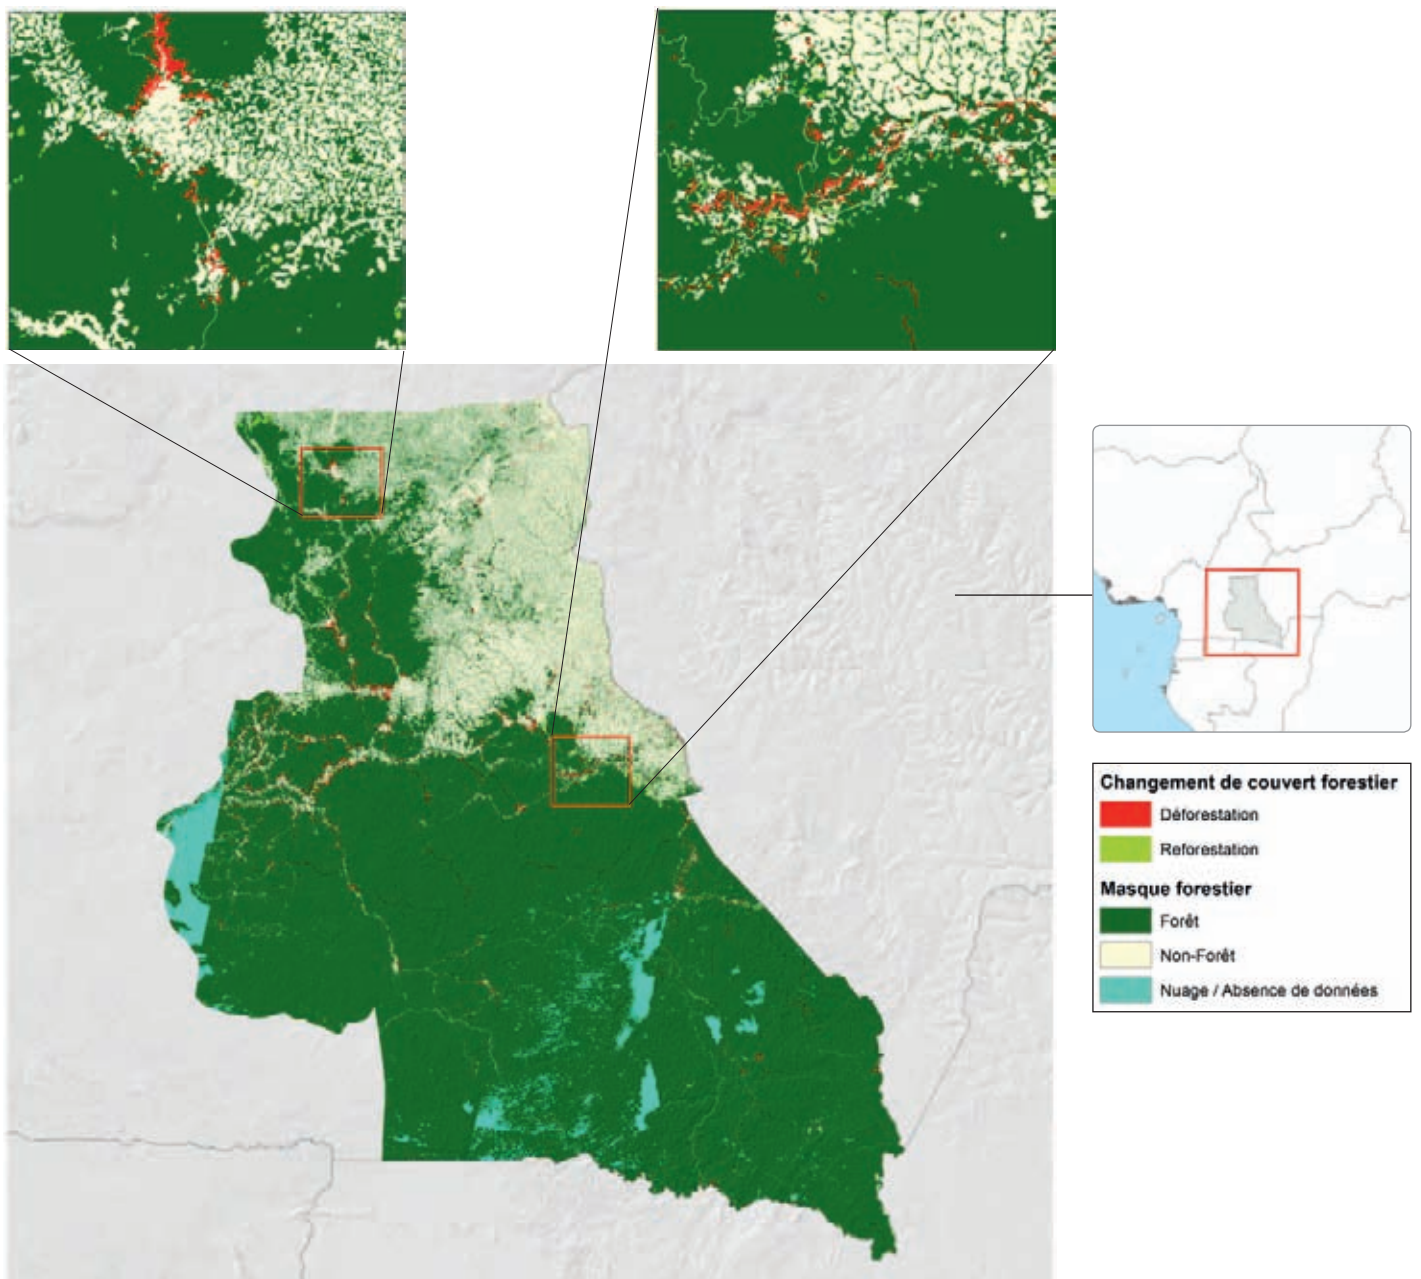 Changement de couvert forestier
Déforestation
Reforestation
Masque forestier
Forêt
Non-Forêt
Nuage / Absence de données